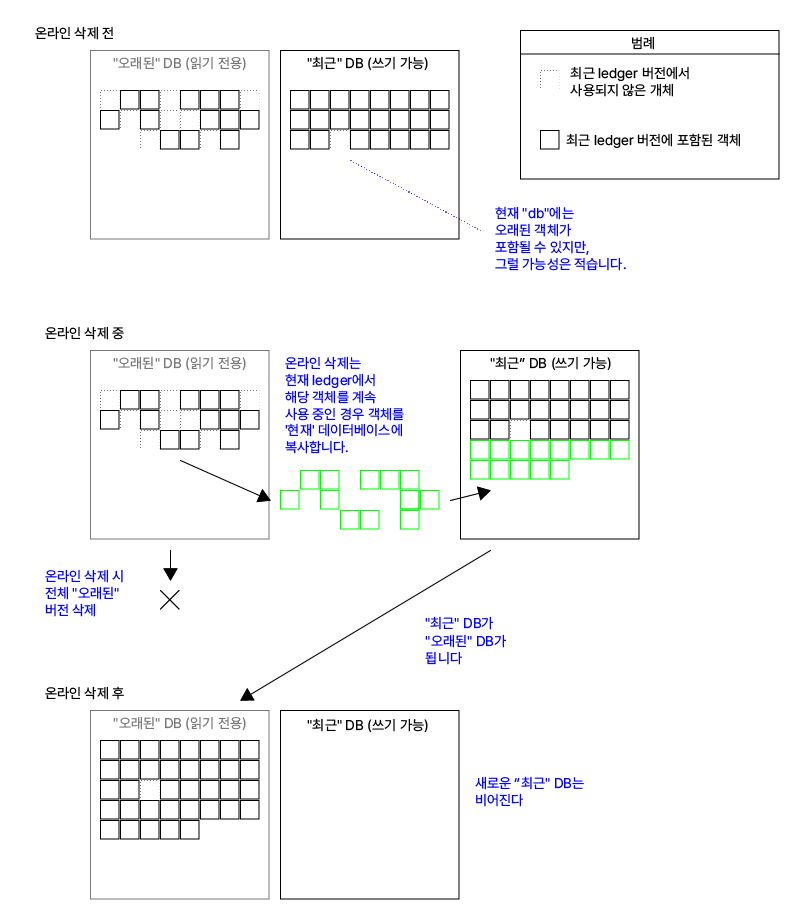 온라인 삭제 전
"오래된" DB (읽기 전용)
"최근" DB (쓰기 가능)
범례
최근 ledger 버전에서
사용되지 않은 개체
최근 ledger 버전에 포함된 객체
현재 "db"에는
오래된 객체가
포함될 수 있지만,
그럴 가능성은 적습니다.
온라인 삭제 중
"오래된" DB (읽기 전용)
온라인 삭제는
현재 ledger에서
해당 객체를 계속
사용 중인 경우 객체를
'현재' 데이터베이스에
복사합니다.
"최근” DB (쓰기 가능)
온라인 삭제 시
전체 "오래된"
버전 삭제
"최근" DB가
"오래된" DB가
됩니다
온라인 삭제 후
"오래된" DB (읽기 전용)
"최근" DB (쓰기 가능)
새로운 “최근" DB는
비어진다